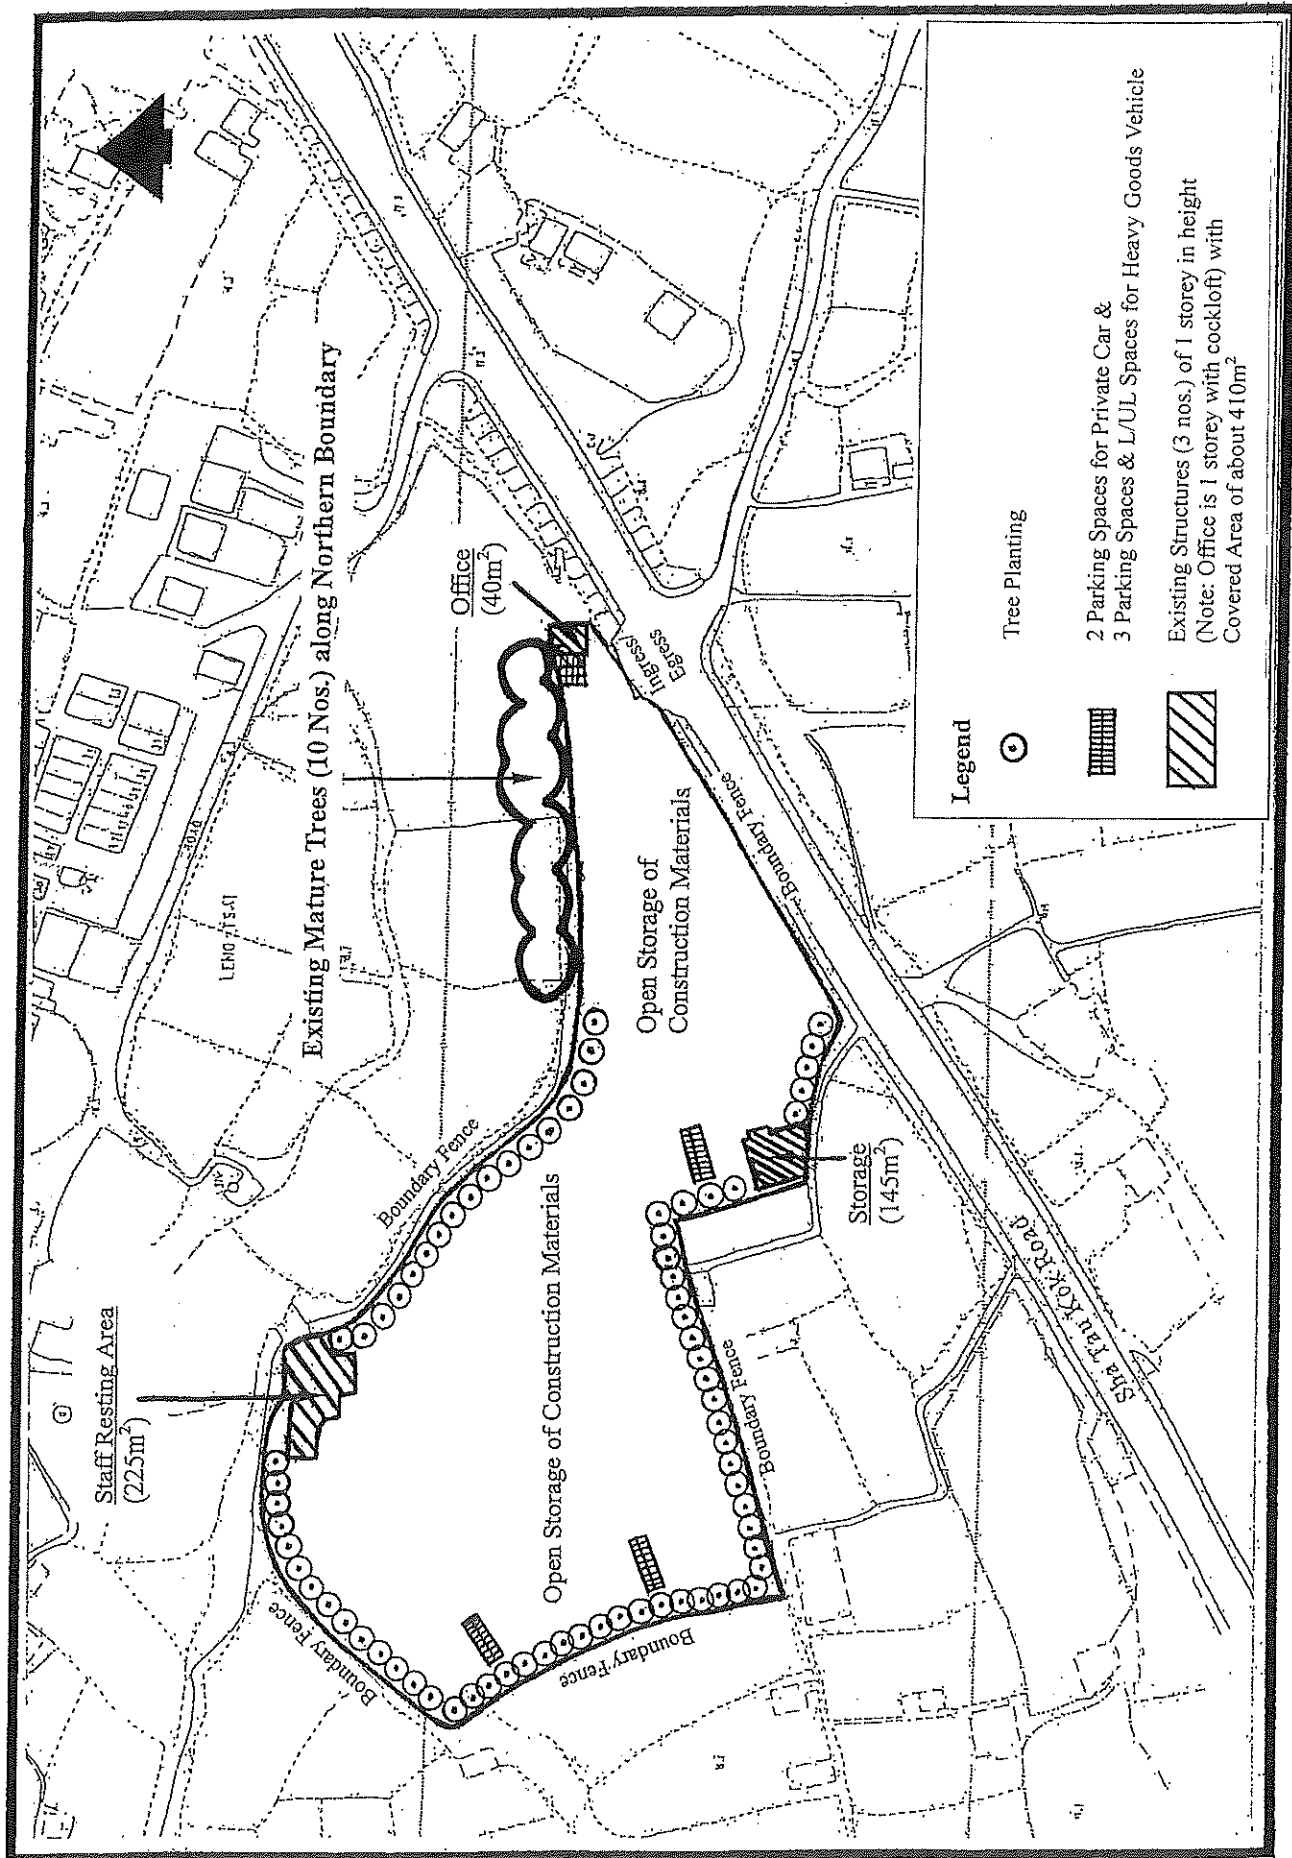 Existing Mature Trees (10 Nos.) along Northern Boundary
Staff Resting Area
(225m²)
Office
(40m²)
Ingress/
Egress
Boundary Fence
Boundary Fence
Boundary Fence
Boundary Fence
Boundary Fence
Open Storage of
Construction Materials
Open Storage of Construction Materials
Storage
(145m²)
Sha Tau Kok Road
ROAD
Legend
Tree Planting
2 Parking Spaces for Private Car &
3 Parking Spaces & L/UL Spaces for Heavy Goods Vehicle
Existing Structures (3 nos.) of 1 storey in height
(Note: Office is 1 storey with cockloft) with
Covered Area of about 410m²